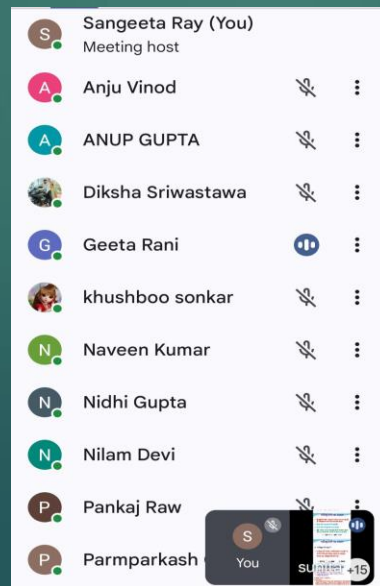 S
Sangeeta Ray (You)
Meeting host
A
Anju Vinod
A
ANUP GUPTA
Diksha Sriwastawa
G
Geeta Rani
khushboo sonkar
N
Naveen Kumar
N
Nidhi Gupta
N
Nilam Devi
P
Pankaj Raw
P
Parmparkash
S
You
+15